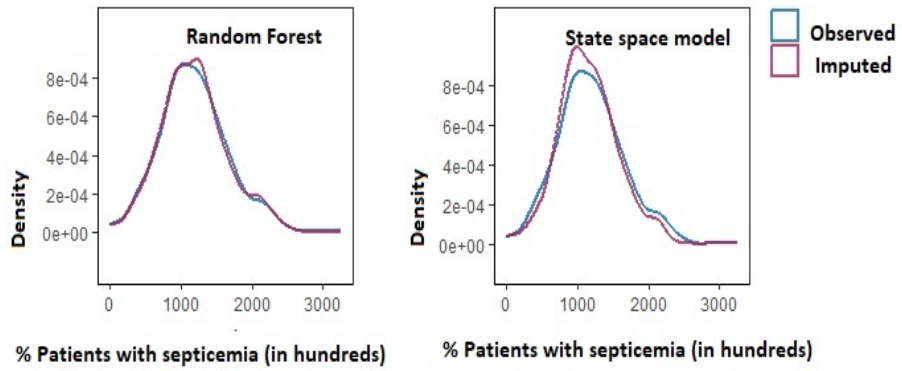 Random Forest
8e-04
6e-04
4e-04
2e-04
0e+00
Density
0 1000 2000 3000
% Patients with septicemia (in hundreds)
State space model
8e-04
6e-04
4e-04
2e-04
0e+00
Density
0 1000 2000 3000
% Patients with septicemia (in hundreds)
Observed
Imputed